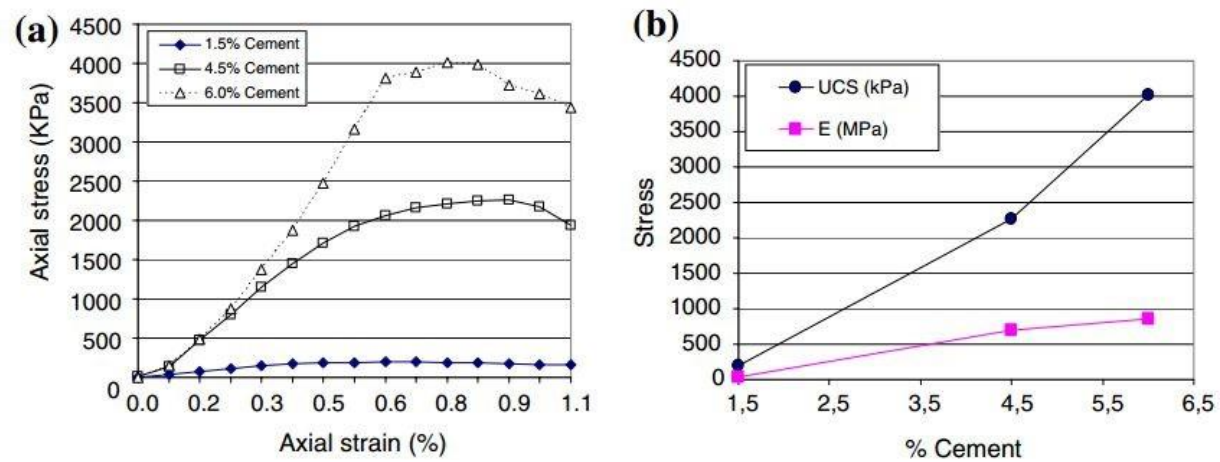 (a)
4500
4000
3500
3000
2500
2000
1500
1000
500
0
Axial stress (KPa)
1.5% Cement
4.5% Cement
6.0% Cement
0.0 0.2 0.3 0.5 0.6 0.8 0.9 1.1
Axial strain (%)
(b)
4500
4000
3500
3000
2500
2000
1500
1000
500
0
Stress
UCS (kPa)
E (MPa)
1,5 2,5 3,5 4,5 5,5 6,5
% Cement